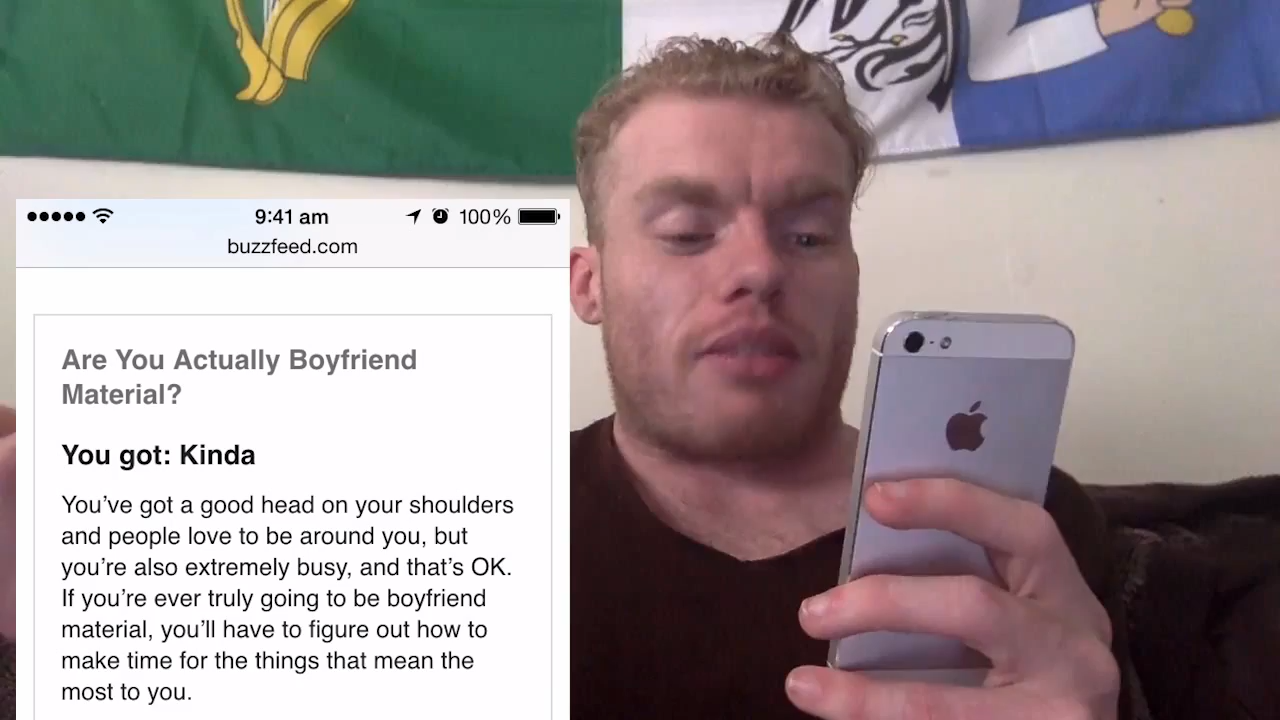 9:41 am
100%
buzzfeed.com
Are You Actually Boyfriend
Material?
You got: Kinda
You’ve got a good head on your shoulders
and people love to be around you, but
you’re also extremely busy, and that’s OK.
If you’re ever truly going to be boyfriend
material, you’ll have to figure out how to
make time for the things that mean the
most to you.